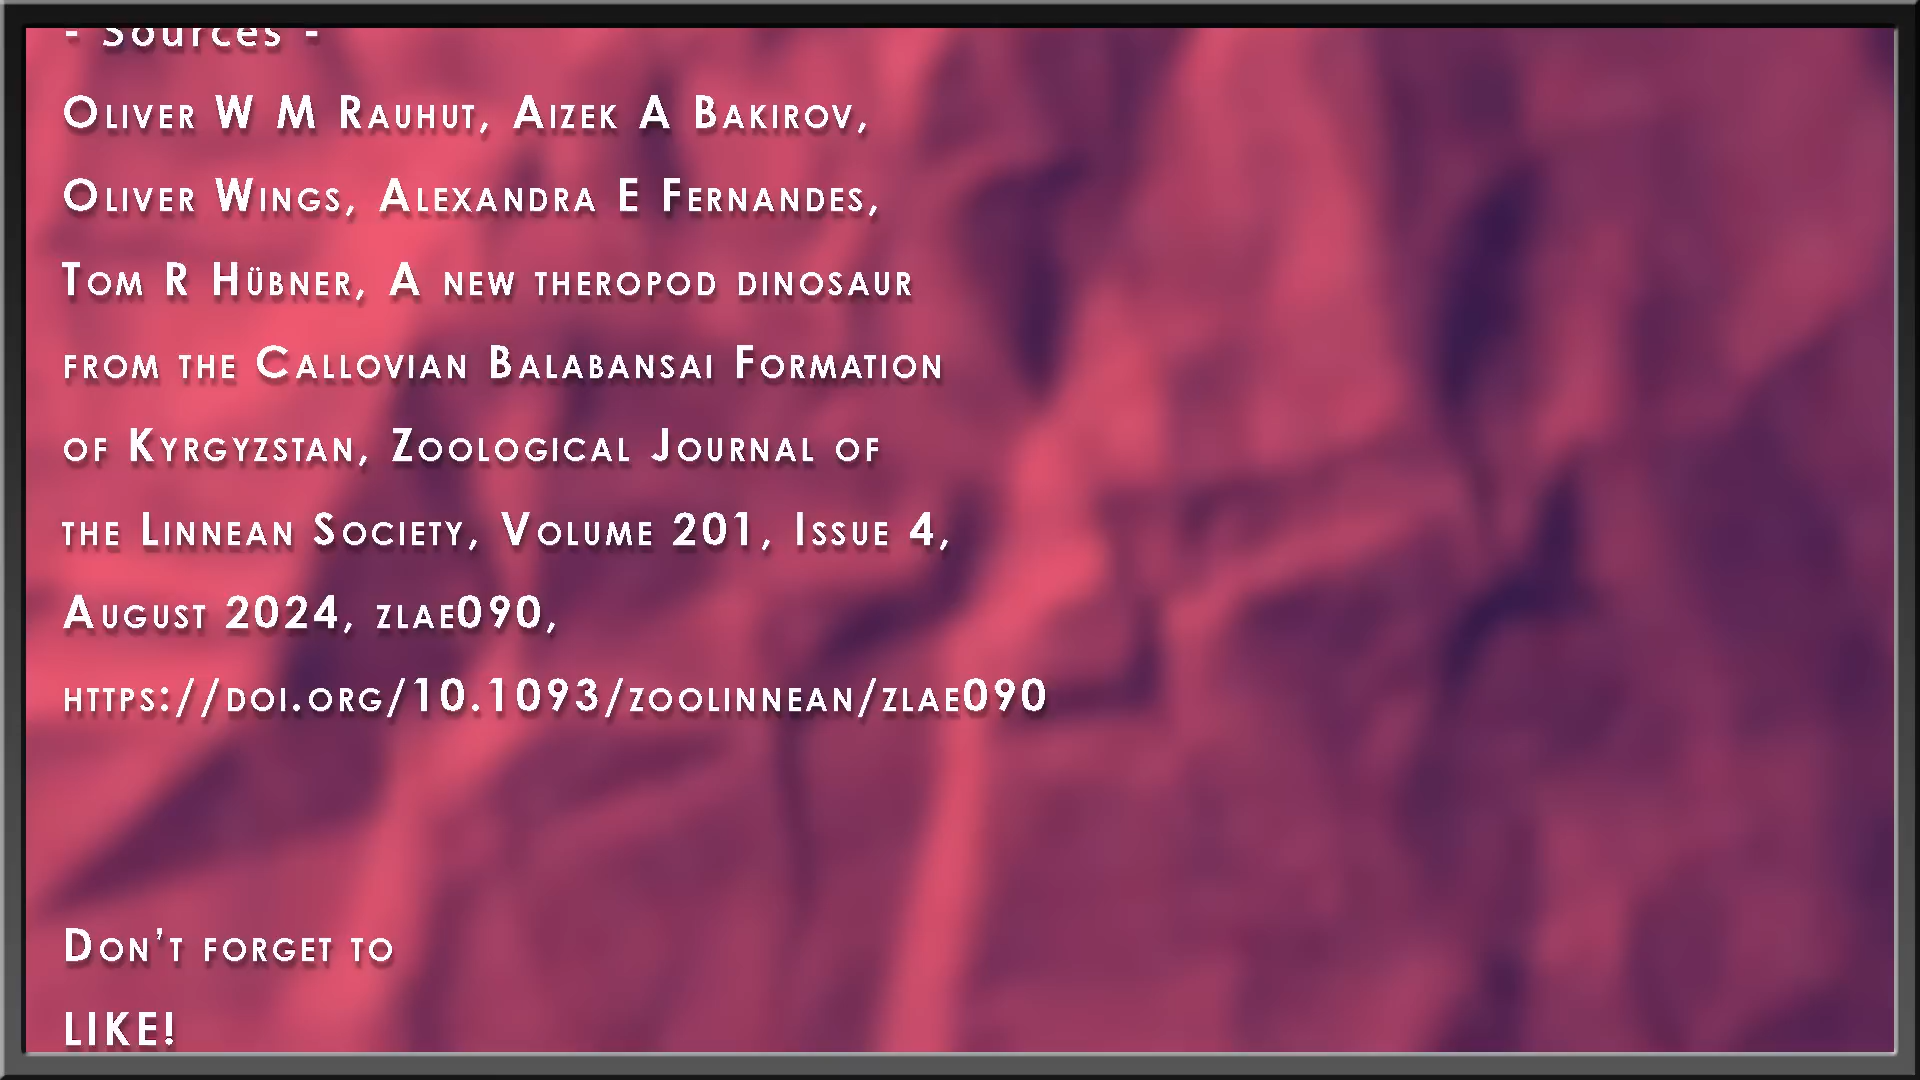 - Sources -
Oliver W M Rauhut, Aizek A Bakirov,
Oliver Wings, Alexandra E Fernandes,
Tom R Hübner, A new theropod dinosaur
from the Callovian Balabansai Formation
of Kyrgyzstan, Zoological Journal of
the Linnean Society, Volume 201, Issue 4,
August 2024, zlae090,
https://doi.org/10.1093/zoolinnean/zlae090
Don't forget to
LIKE!